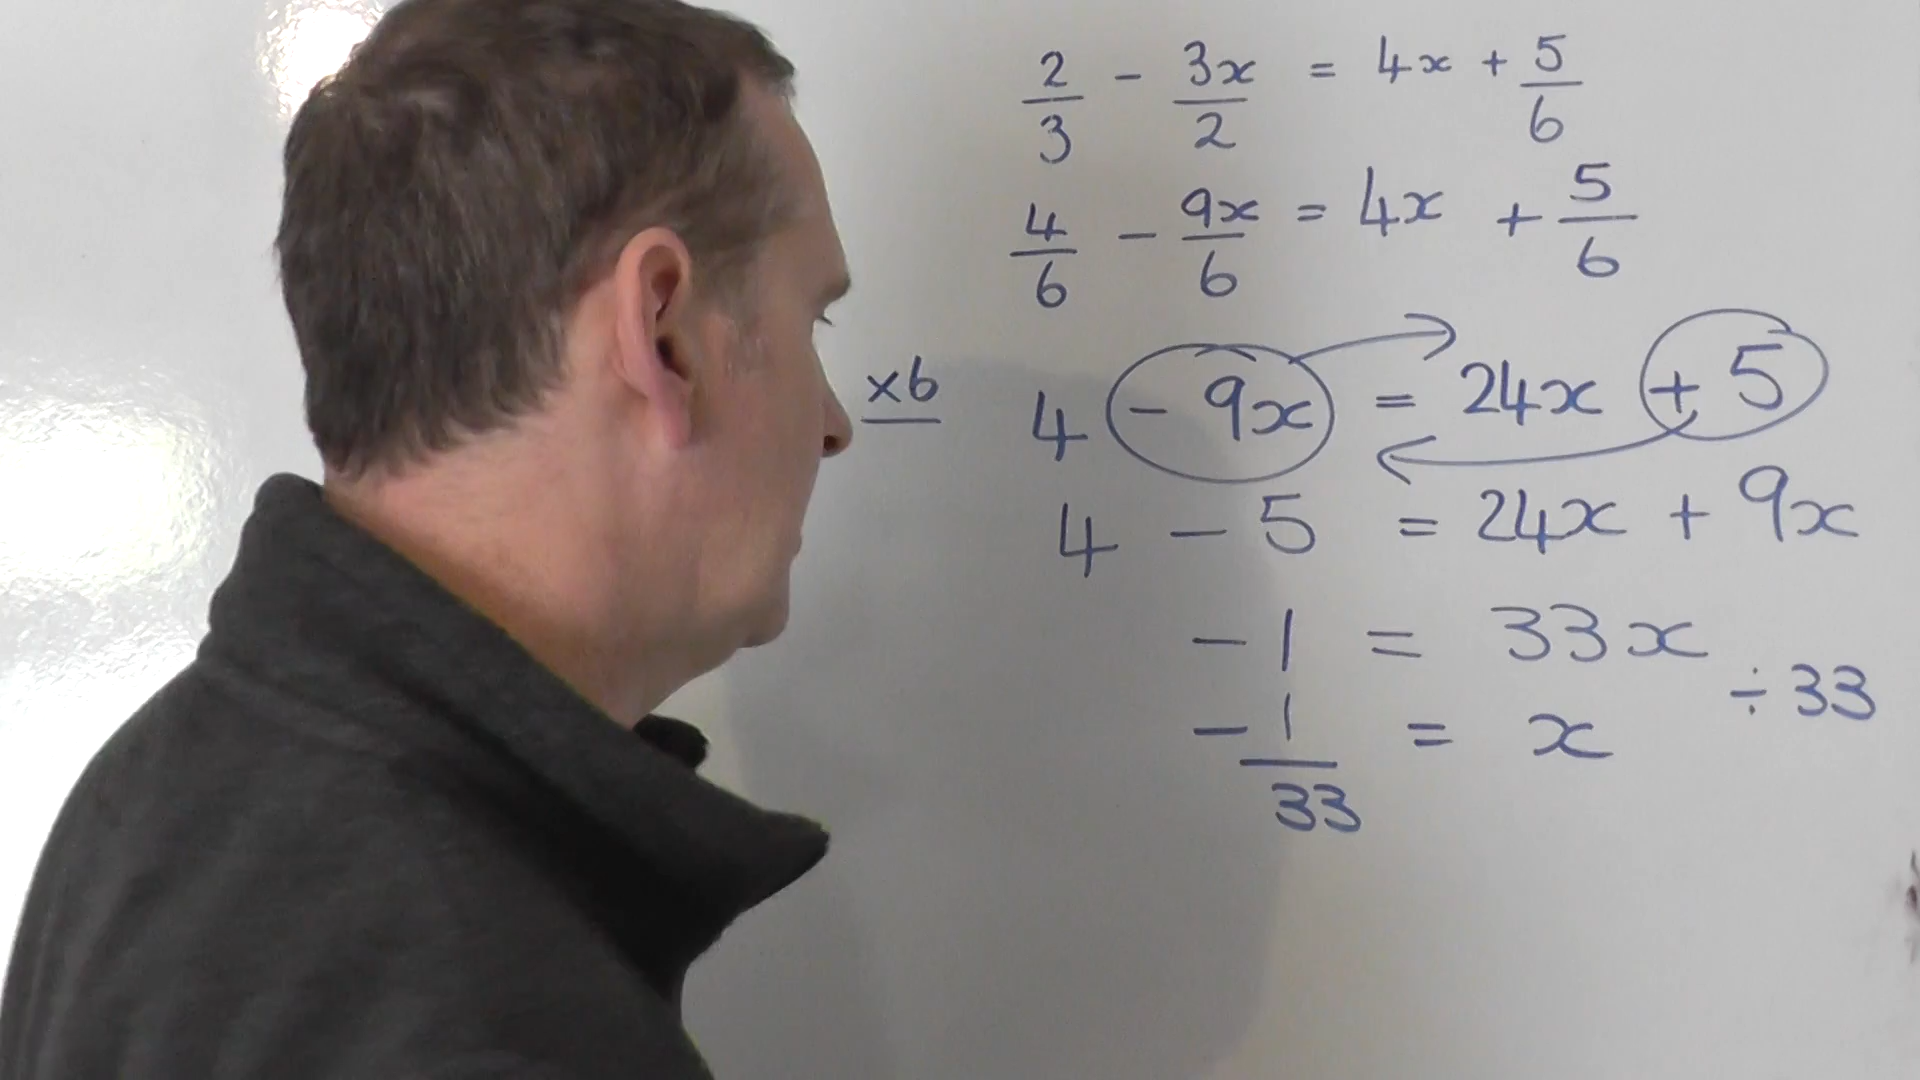 2/3 - 3x/2 = 4x + 5/6
4/6 - 9x/6 = 4x + 5/6
×6 4 - 9x = 24x + 5
4 - 5 = 24x + 9x
-1 = 33x ÷33
-1/33 = x